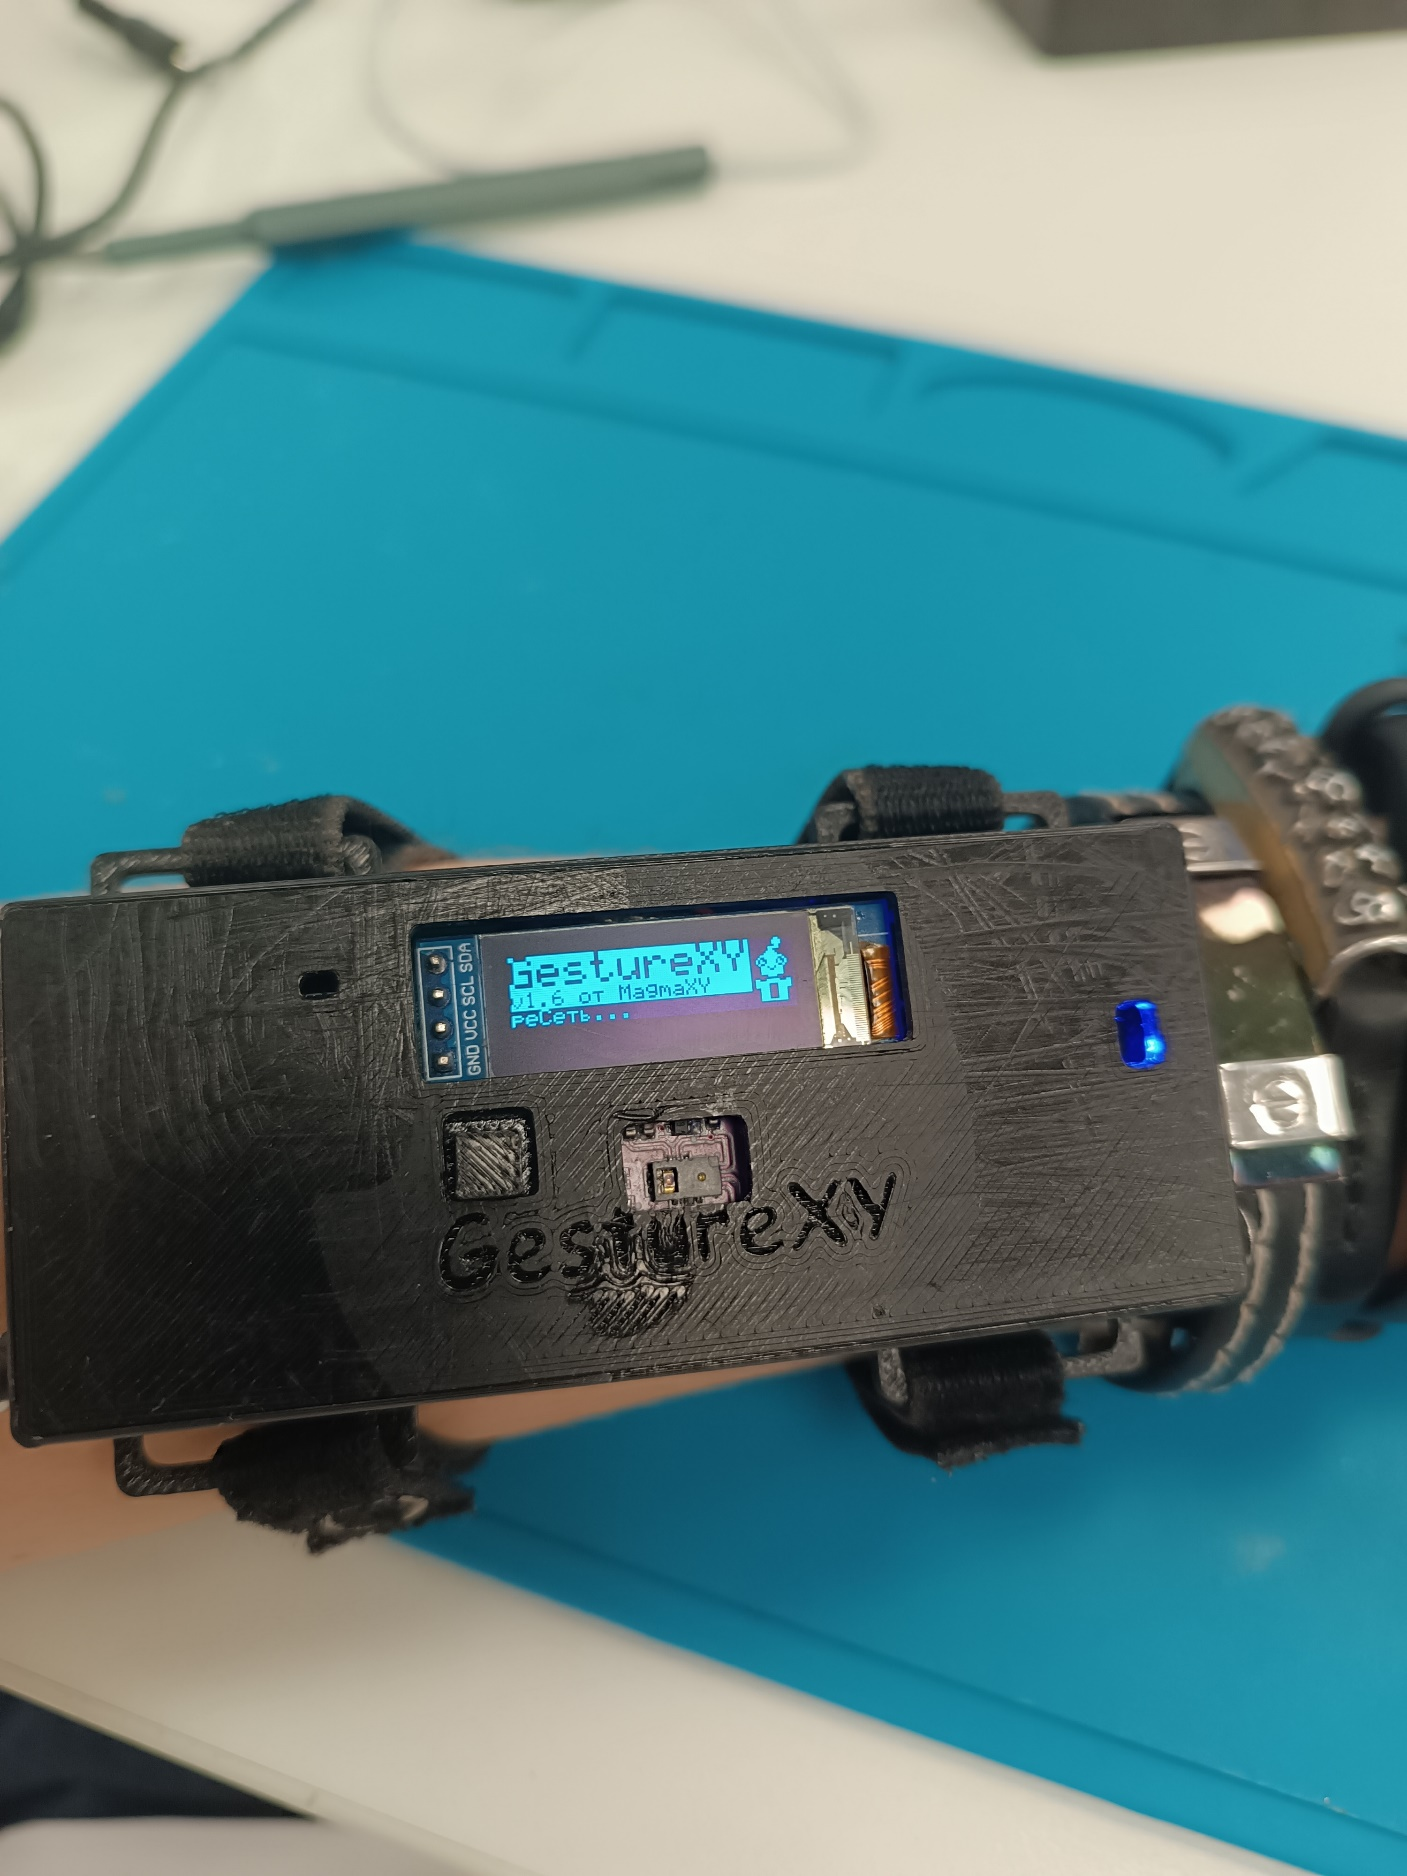 GestureXY
v1.6 от MagmaXY
реСеть...
GND VCC SCL SDA
GestureXY